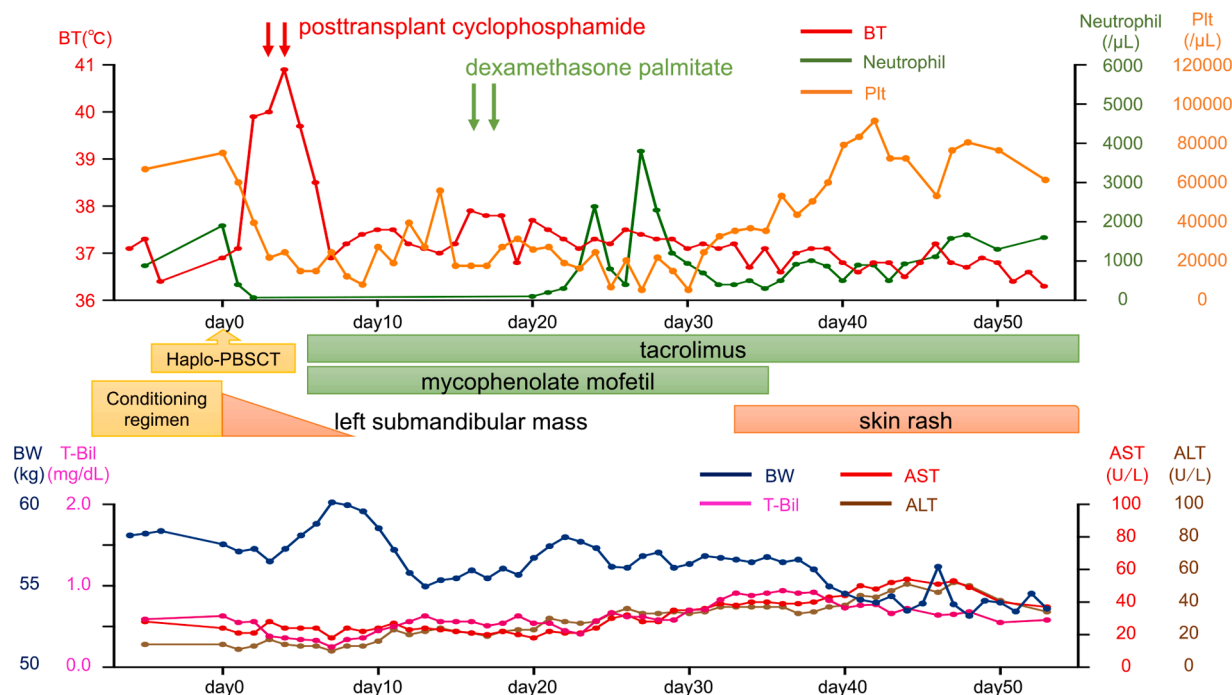 posttransplant cyclophosphamide
dexamethasone palmitate
BT
Neutrophil
Plt
BT(℃)
41
40
39
38
37
36
Neutrophil
(/μL)
6000
5000
4000
3000
2000
1000
0
Plt
(/μL)
120000
100000
80000
60000
40000
20000
0
day0 day10 day20 day30 day40 day50
Haplo-PBSCT
tacrolimus
mycophenolate mofetil
Conditioning
regimen
left submandibular mass
skin rash
BW
(kg)
60
55
50
T-Bil
(mg/dL)
2.0
1.0
0.0
BW
T-Bil
AST
ALT
AST
(U/L)
100
80
60
40
20
0
ALT
(U/L)
100
80
60
40
20
0
day0 day10 day20 day30 day40 day50